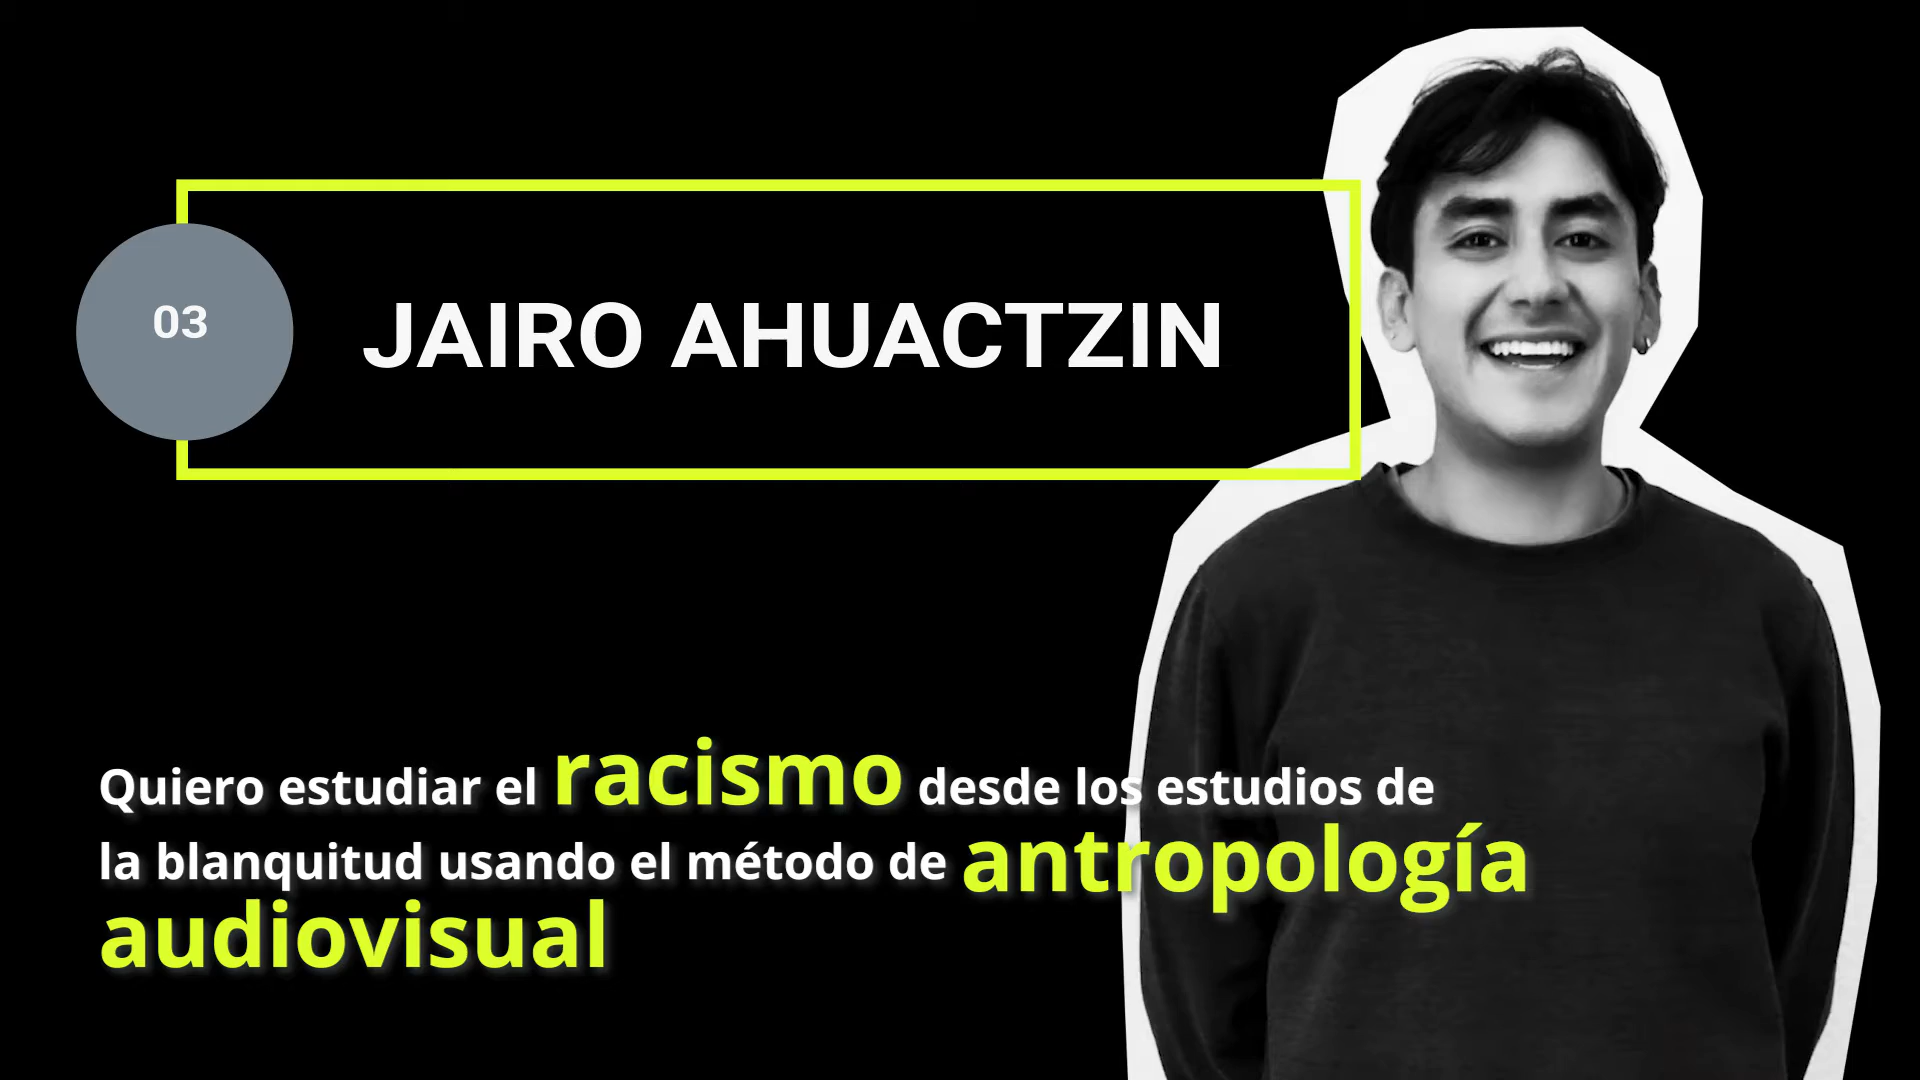 03
JAIRO AHUACTZIN
Quiero estudiar el racismo desde los estudios de
la blanquitud usando el método de antropología
audiovisual